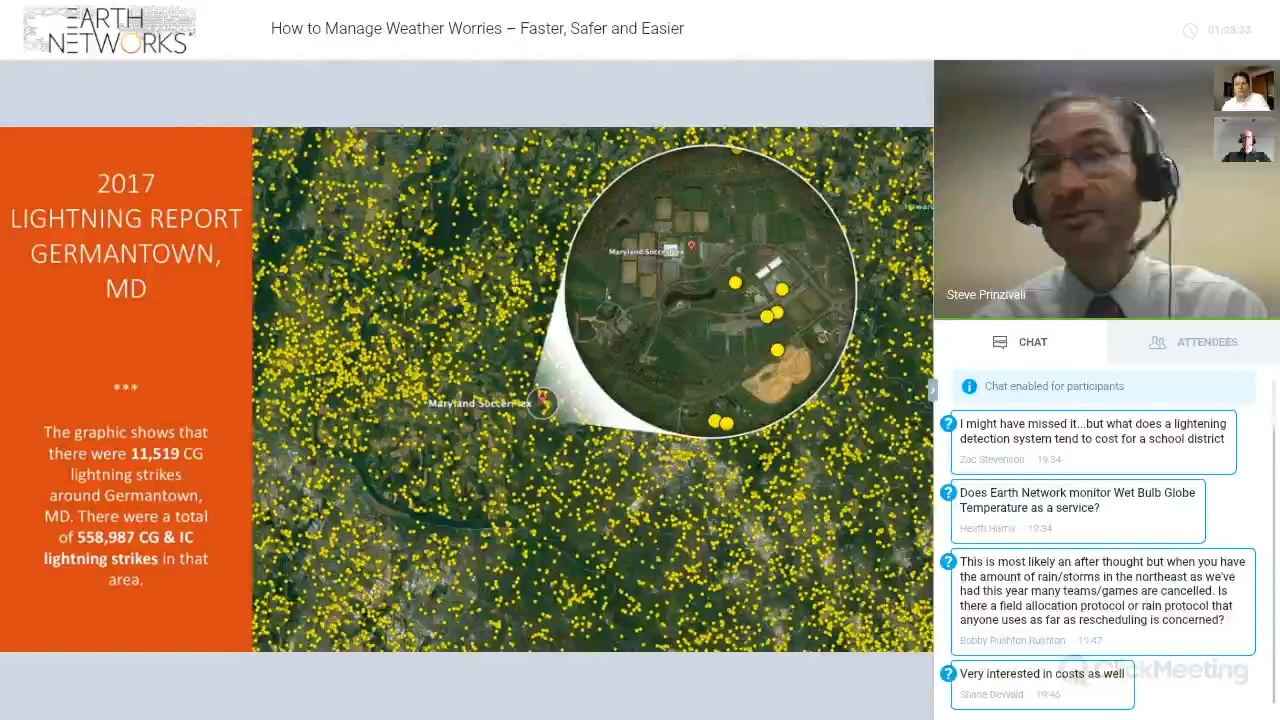 EARTH
NETWORKS
How to Manage Weather Worries – Faster, Safer and Easier
01:23:33
2017
LIGHTNING REPORT
GERMANTOWN,
MD
***
The graphic shows that
there were 11,519 CG
lightning strikes
around Germantown,
MD. There were a total
of 558,987 CG & IC
lightning strikes in that
area.
Maryland SoccerPlex
Maryland SoccerPlex
Steve Prinzivalli
CHAT
ATTENDEES
Chat enabled for participants
I might have missed it...but what does a lightening
detection system tend to cost for a school district
Zac Stevenson 19:34
Does Earth Network monitor Wet Bulb Globe
Temperature as a service?
Heath Harris 19:34
This is most likely an after thought but when you have
the amount of rain/storms in the northeast as we've
had this year many teams/games are cancelled. Is
there a field allocation protocol or rain protocol that
anyone uses as far as rescheduling is concerned?
Bobby Rushton Rushton 19:47
Very interested in costs as well
Shane DeWald 19:46
ClickMeeting